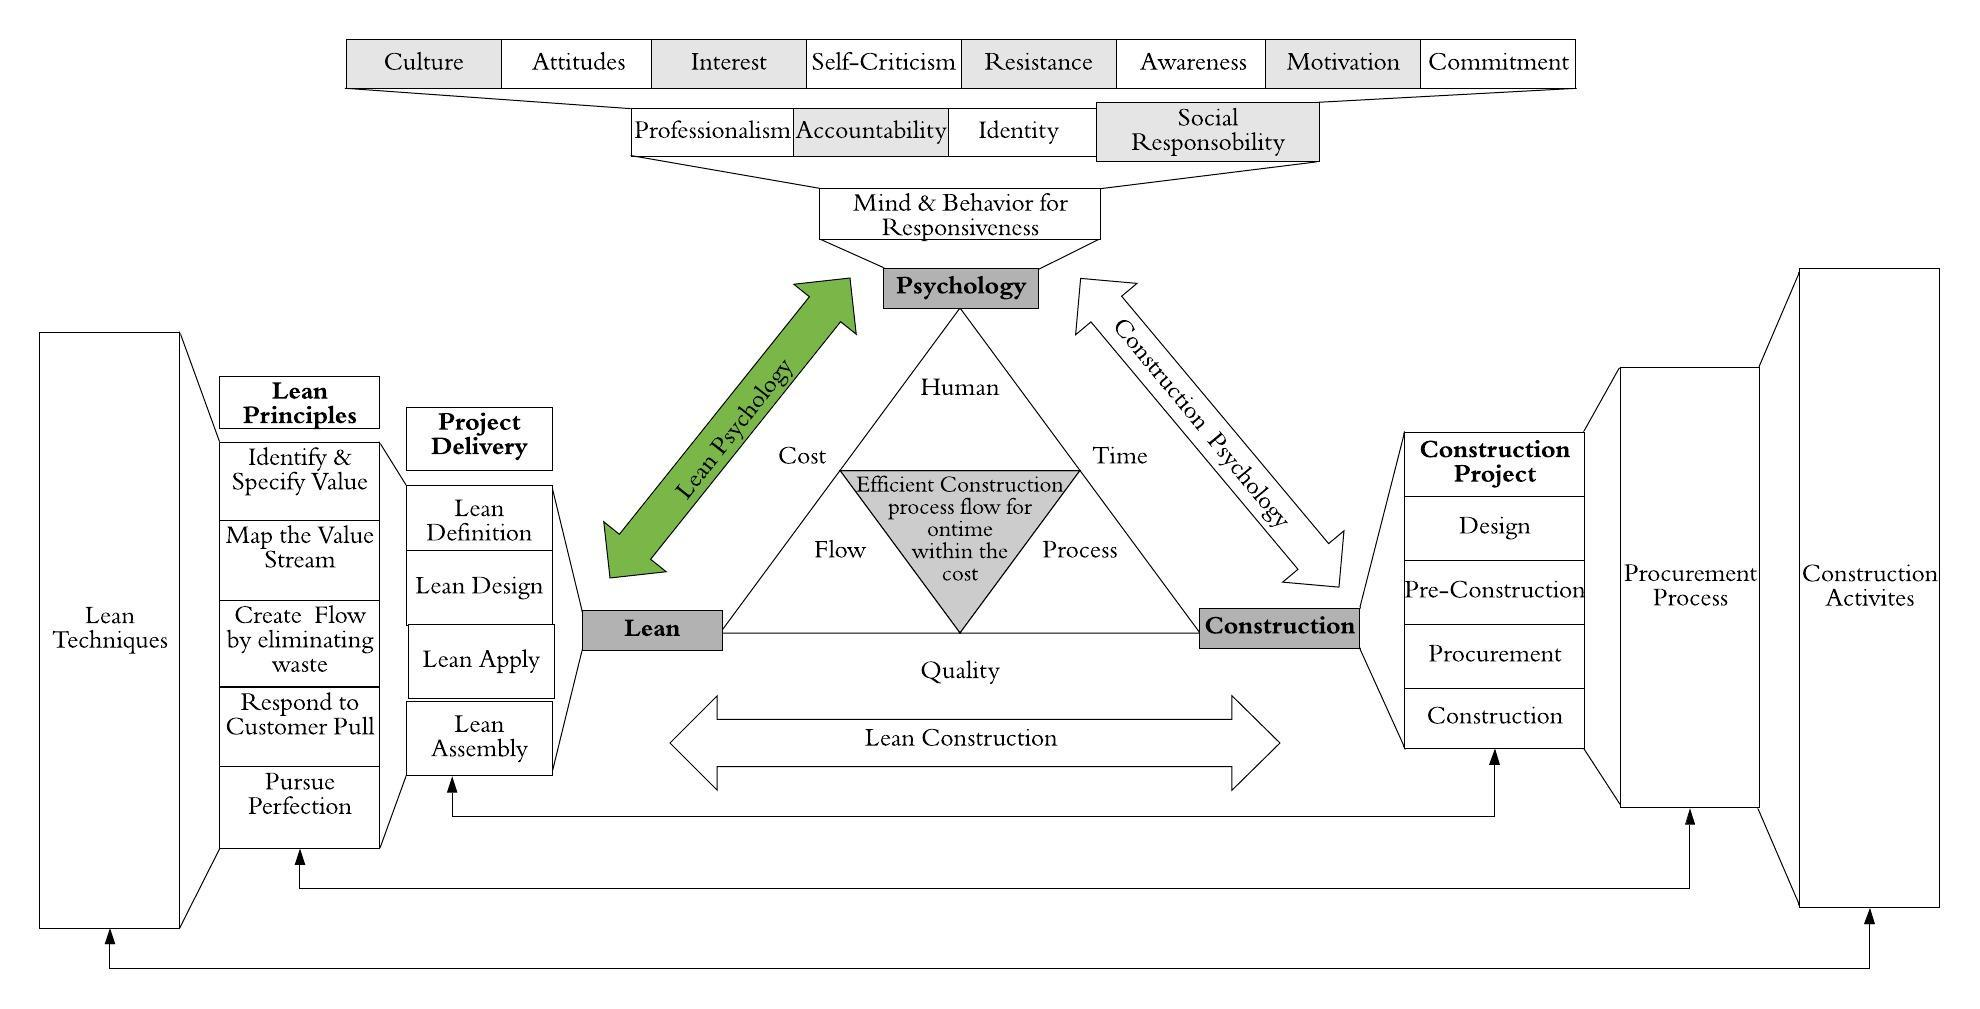 Culture Attitudes Interest Self-Criticism Resistance Awareness Motivation Commitment
Professionalism Accountability Identity Social
Responsobility
Mind & Behavior for
Responsiveness
Psychology
Lean Psychology
Construction Psychology
Human
Cost
Time
Efficient Construction
process flow for
ontime
within the
cost
Flow
Process
Lean
Construction
Quality
Lean Construction
Lean
Techniques
Lean
Principles
Identify &
Specify Value
Map the Value
Stream
Create Flow
by eliminating
waste
Respond to
Customer Pull
Pursue
Perfection
Project
Delivery
Lean
Definition
Lean Design
Lean Apply
Lean
Assembly
Construction
Project
Design
Pre-Construction
Procurement
Construction
Procurement
Process
Construction
Activites